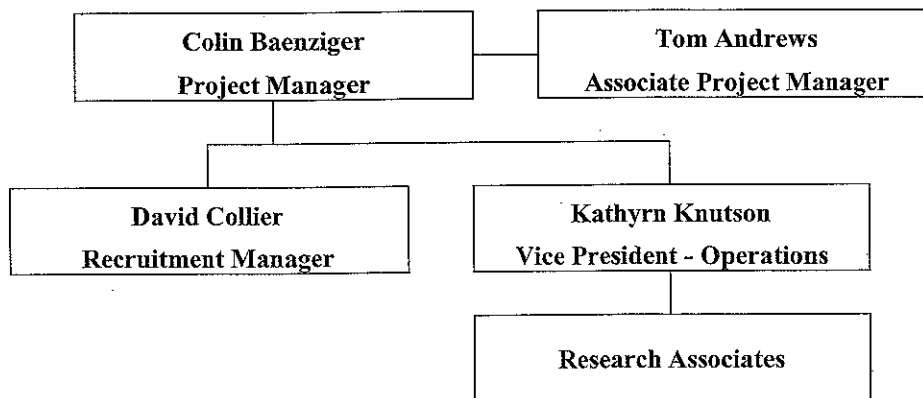 Colin Baenziger
Project Manager
Tom Andrews
Associate Project Manager
David Collier
Recruitment Manager
Kathyrn Knutson
Vice President - Operations
Research Associates